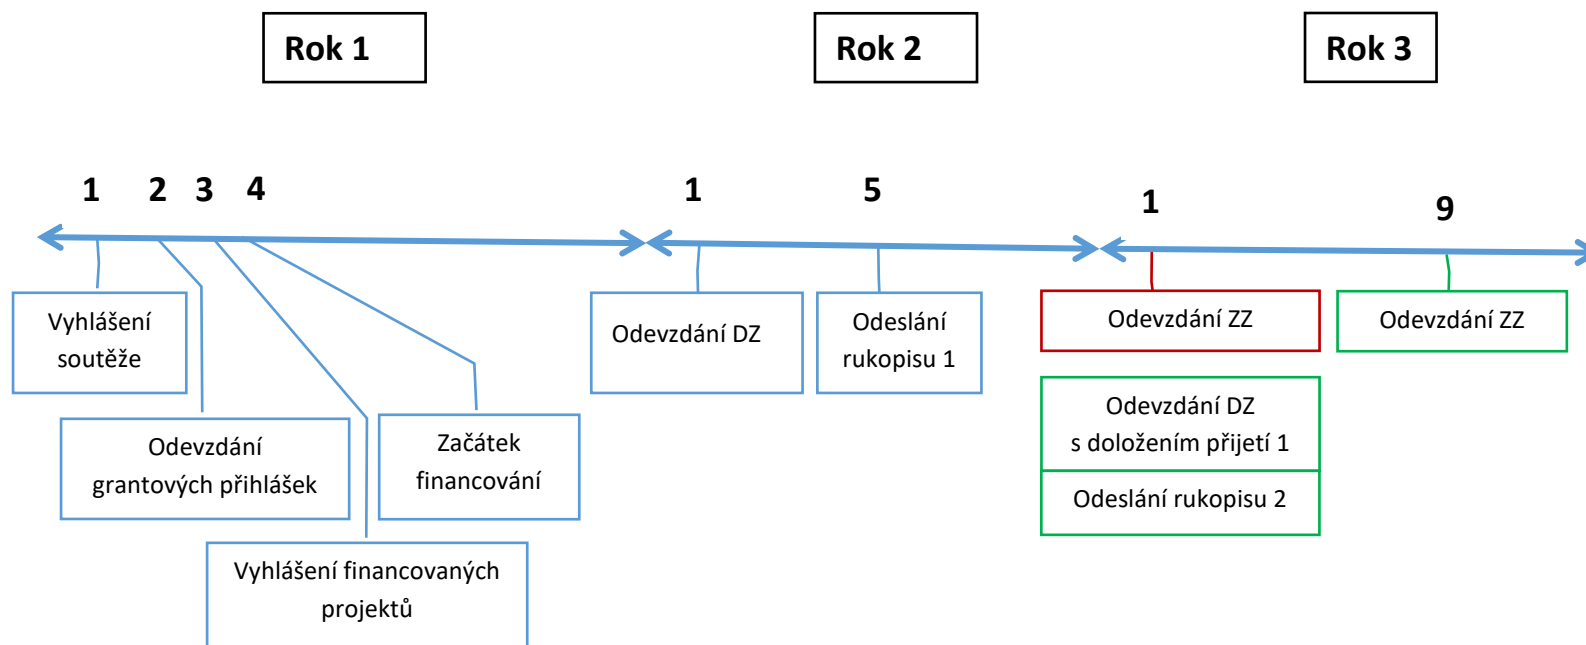 Rok 1
Rok 2
Rok 3
1
2
3
4
1
5
1
9
Vyhlášení
soutěže
Odevzdání
grantových přihlášek
Vyhlášení financovaných
projektů
Začátek
financování
Odevzdání DZ
Odeslání
rukopisu 1
Odevzdání ZZ
Odevzdání DZ
s doložením přijetí 1
Odeslání rukopisu 2
Odevzdání ZZ